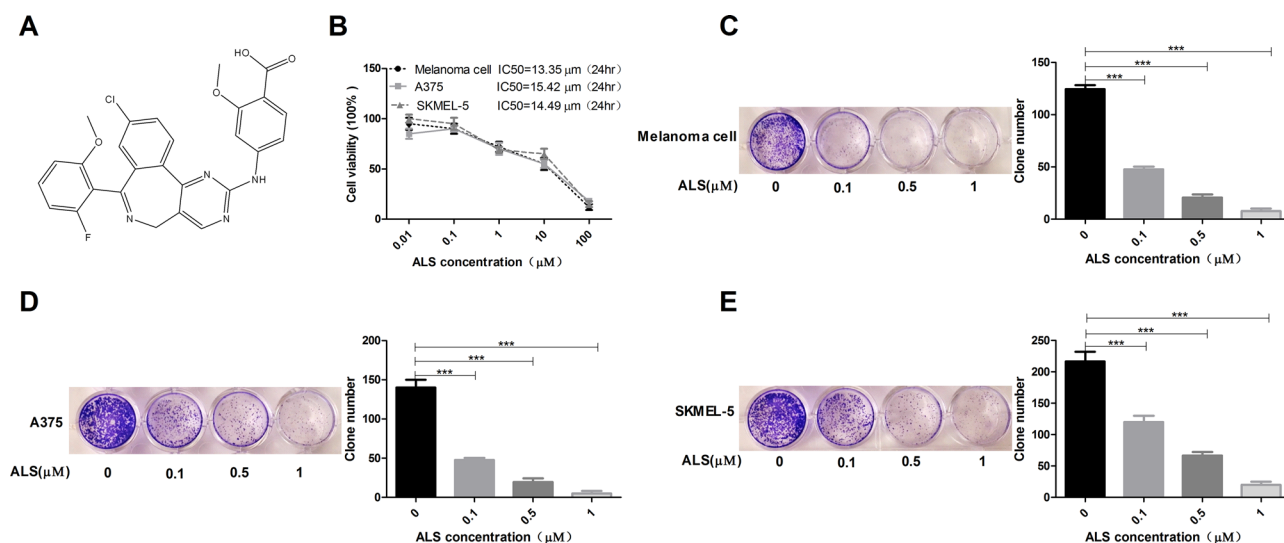 A
HO
O
O
Cl
O
N
NH
N
N
F
B
Melanoma cell IC50=13.35 μm（24hr）
A375 IC50=15.42 μm（24hr）
SKMEL-5 IC50=14.49 μm（24hr）
Cell viability (100% )
150
100
50
0
0.01
0.1
1
10
100
ALS concentration（μM）
C
Melanoma cell
ALS(μM)
0
0.1
0.5
1
Clone number
150
100
50
0
***
***
***
0
0.1
0.5
1
ALS concentration（μM）
D
A375
ALS(μM)
0
0.1
0.5
1
Clone number
200
150
100
50
0
***
***
***
0
0.1
0.5
1
ALS concentration（μM）
E
SKMEL-5
ALS(μM)
0
0.1
0.5
1
Clone number
250
200
150
100
50
0
***
***
***
0
0.1
0.5
1
ALS concentration（μM）